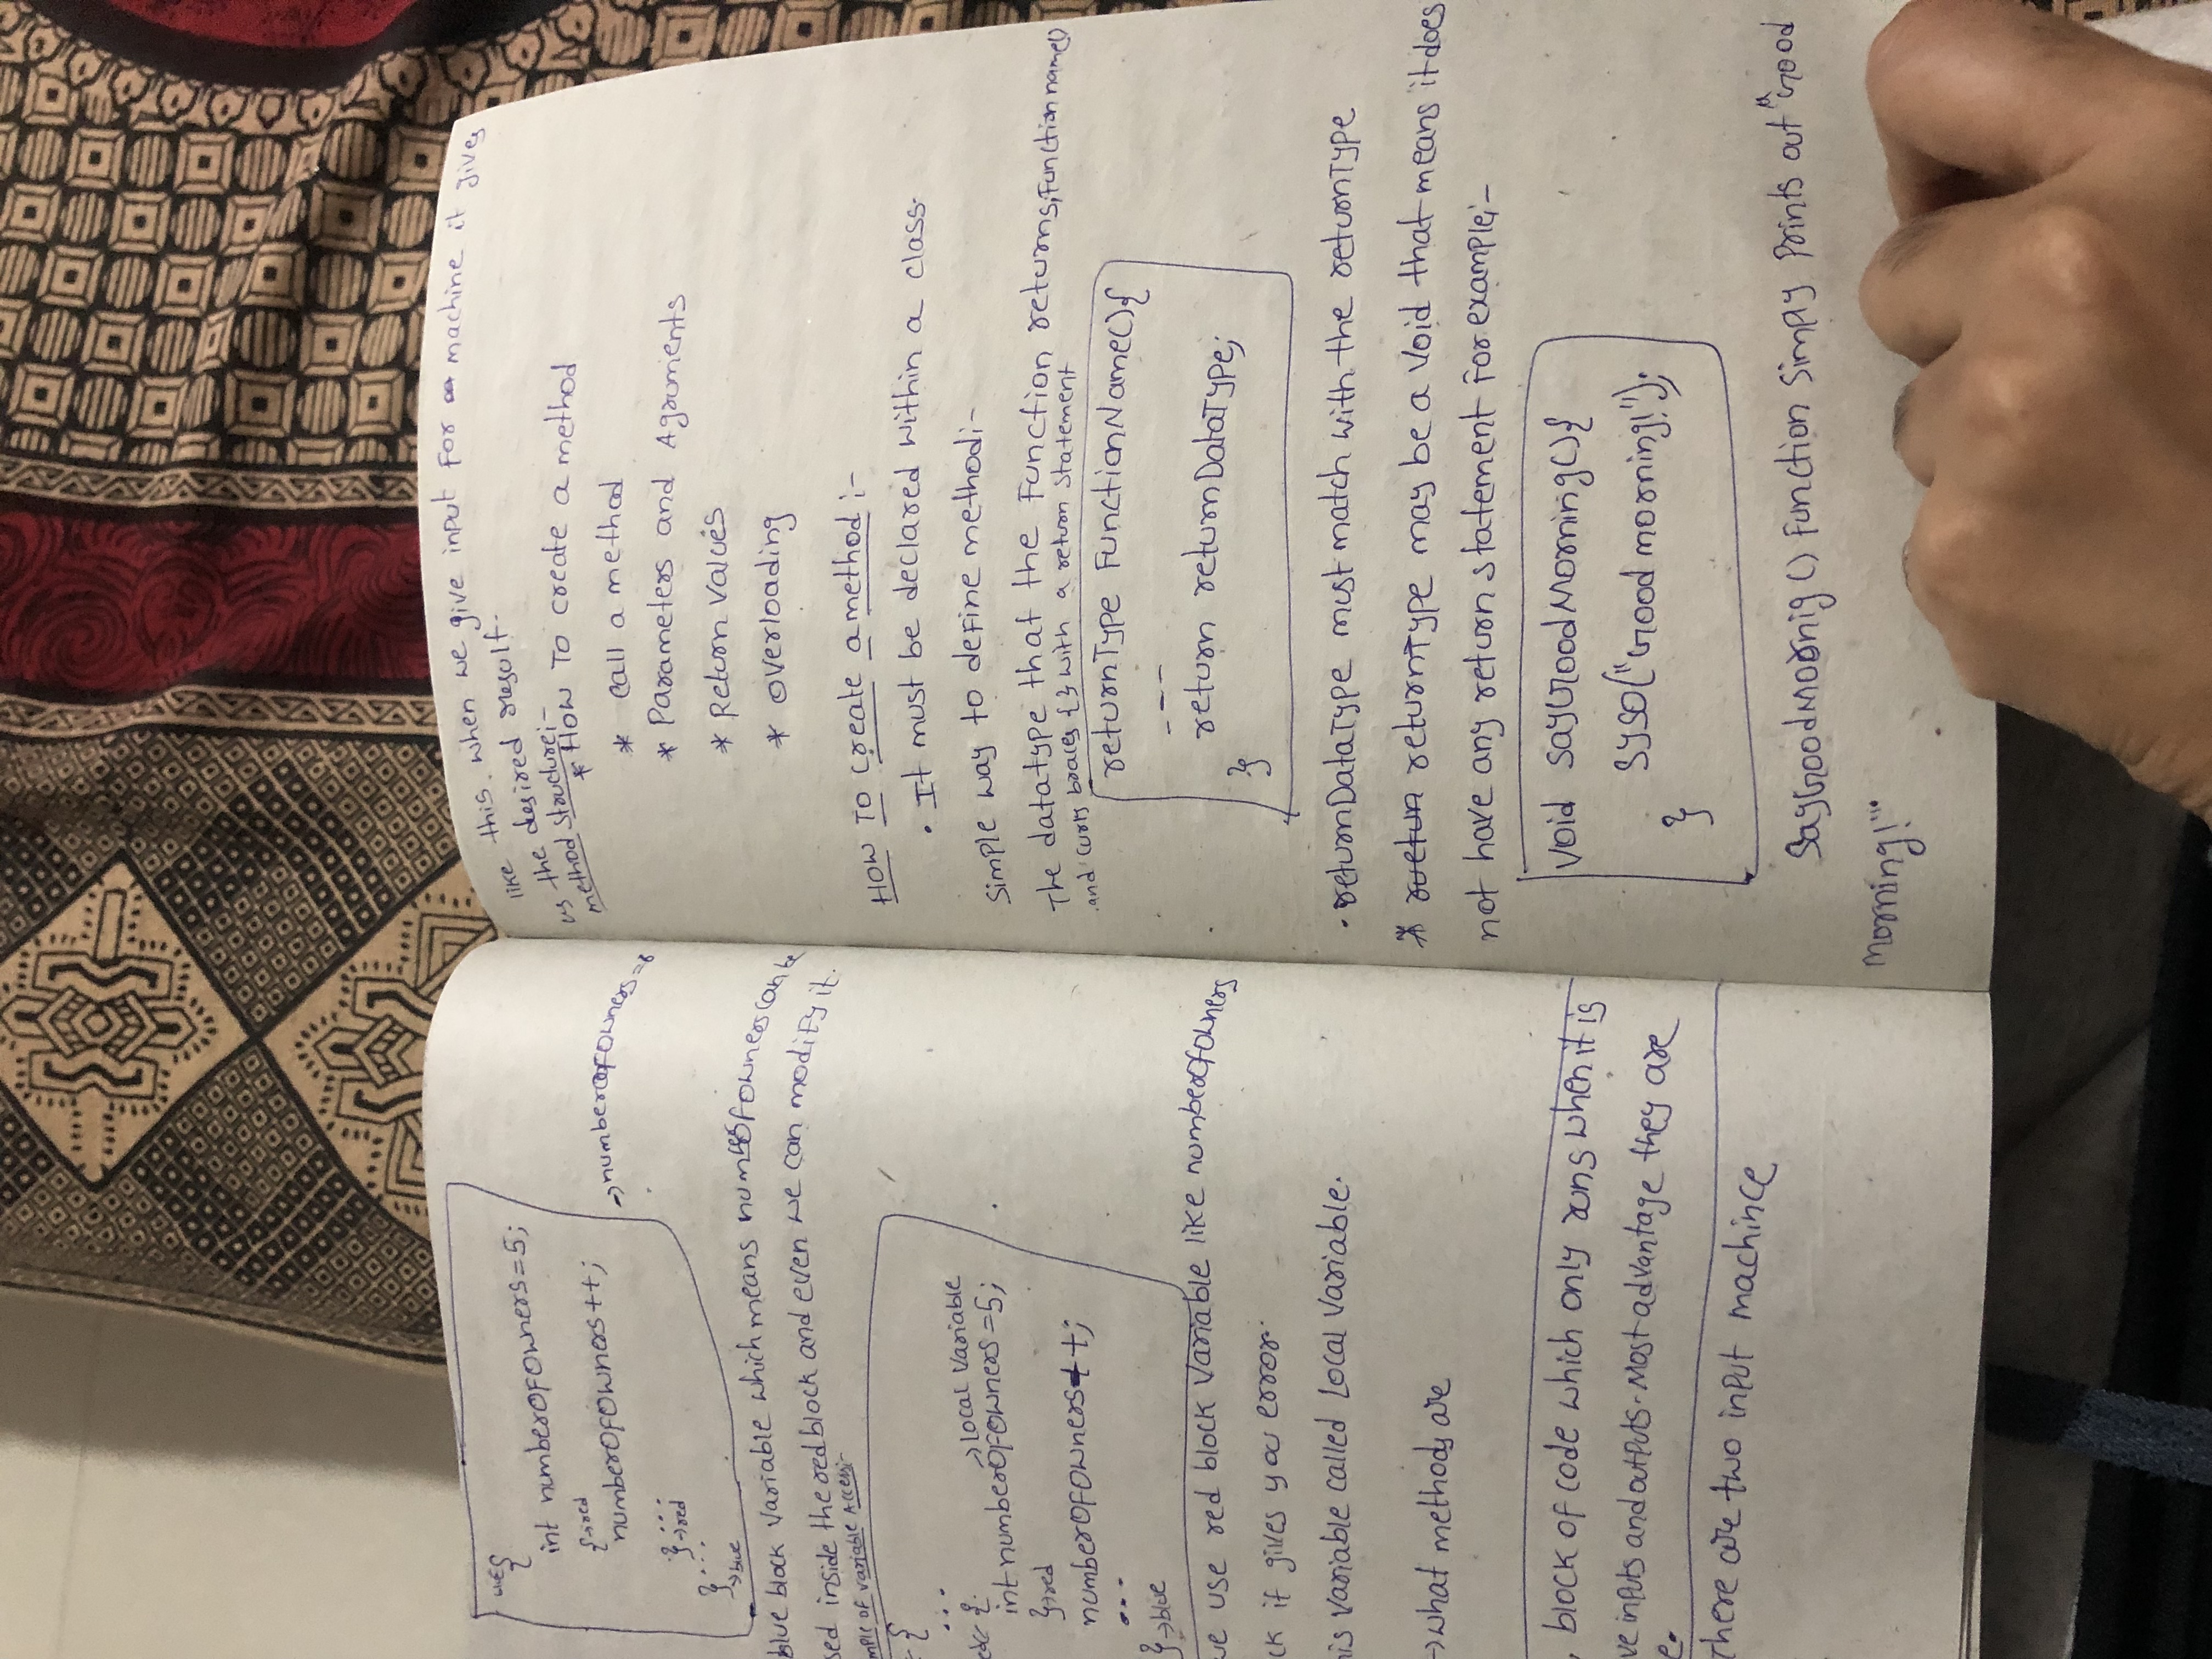 {
int numberOfOwners=5;
{→red
numberOfOwners++;
→numberOfOwners=6
...
}→red
}...
→blue
blue block variable which means numberOfOwners can be
sed inside the red block and even we can modify it.
mple of variable Access:-
{
...
{
→Local variable
int numberOfOwners=5;
}→red
numberOfOwners++;
...
}→blue
we use red block variable like numberOfOwners
ck it gives you error.
his variable called Local variable.
→what methods are
, block of code which only runs when it is
ve inputs and outputs. Most advantage they are
e.
There are two input machince
like this. when we give input for machine it gives
us the desired result.
method structure:-
* How To create a method
* call a method
* Parameters and Agruments
* Return values
* overloading
How To create a method :-
. It must be declared within a class.
Simple way to define method:-
The datatype that the function returns, function name()
and curly braces {} with a return statement
returnType FunctionName(){
---
return returnDataType;
}
. returnDataType must match with the returnType
* returnType may be a void that means it does
not have any return statement For example:-
void sayGoodMorning(){
syso("Good morning!");
}
sayGoodMornig() Function simply prints out "Good
morning!".